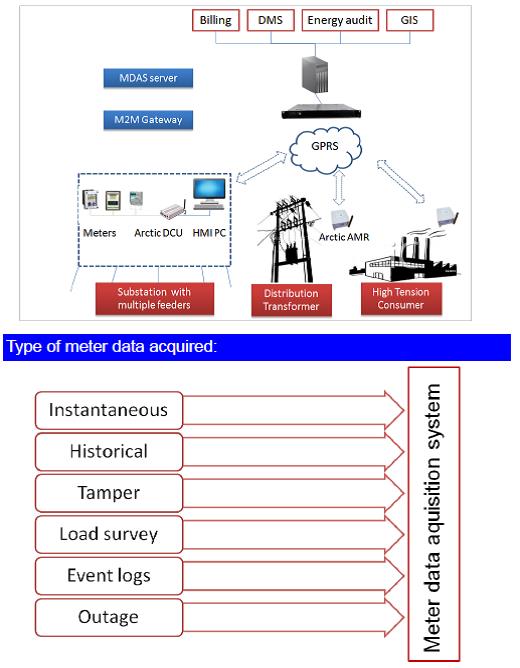 Billing
DMS
Energy audit
GIS
MDAS server
M2M Gateway
GPRS
Meters
Arctic DCU
HMI PC
Arctic AMR
Substation with
multiple feeders
Distribution
Transformer
High Tension
Consumer
Type of meter data acquired:
Instantaneous
Historical
Tamper
Load survey
Event logs
Outage
Meter data aquisition system